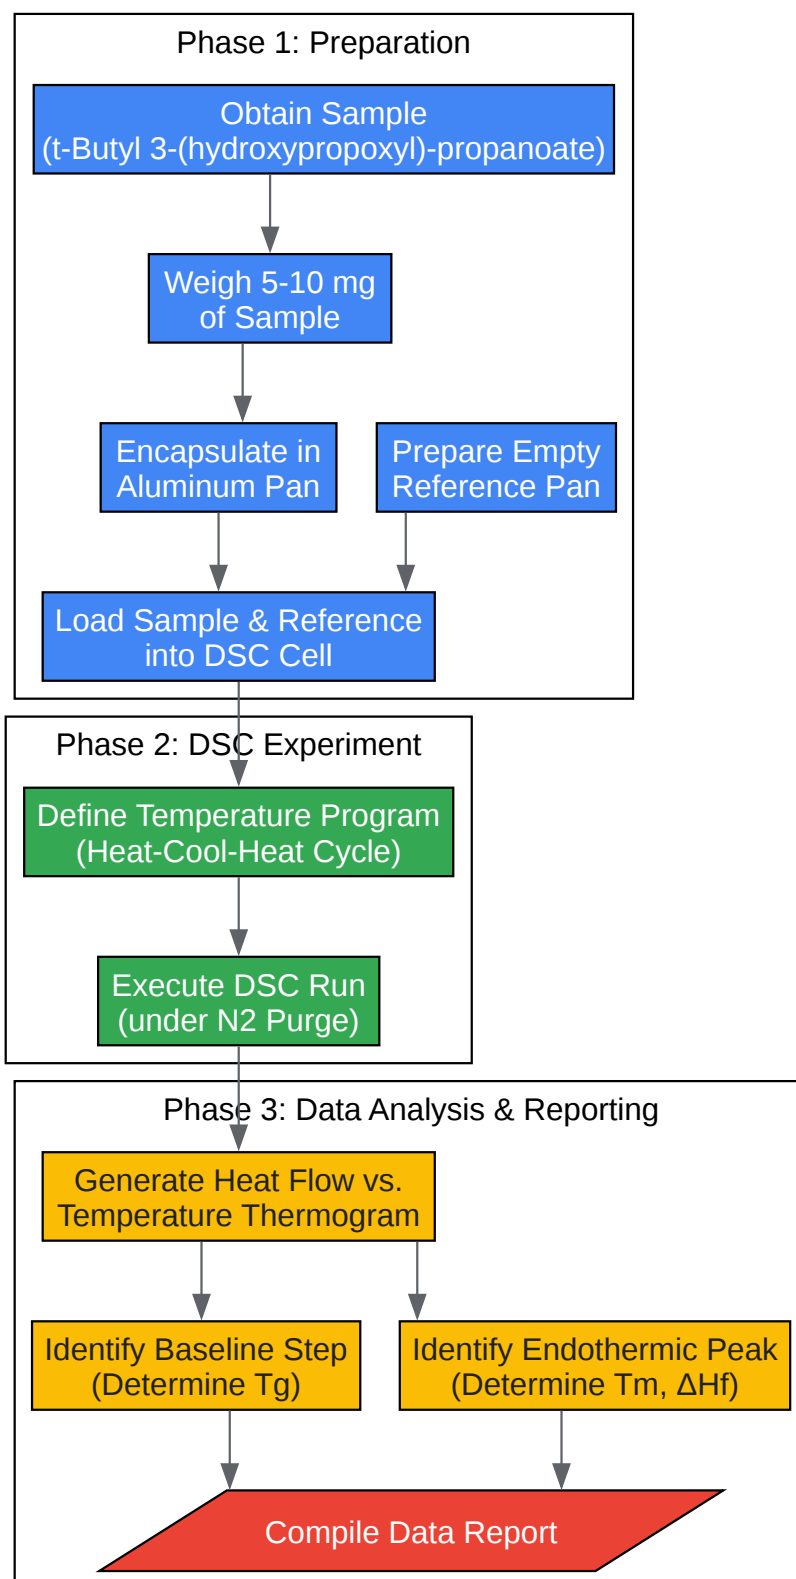 Phase 1: Preparation
Obtain Sample
(t-Butyl 3-(hydroxypropoxyl)-propanoate)
Weigh 5-10 mg
of Sample
Encapsulate in
Aluminum Pan
Prepare Empty
Reference Pan
Load Sample & Reference
into DSC Cell
Phase 2: DSC Experiment
Define Temperature Program
(Heat-Cool-Heat Cycle)
Execute DSC Run
(under N2 Purge)
Phase 3: Data Analysis & Reporting
Generate Heat Flow vs.
Temperature Thermogram
Identify Baseline Step
(Determine Tg)
Identify Endothermic Peak
(Determine Tm, ΔHf)
Compile Data Report